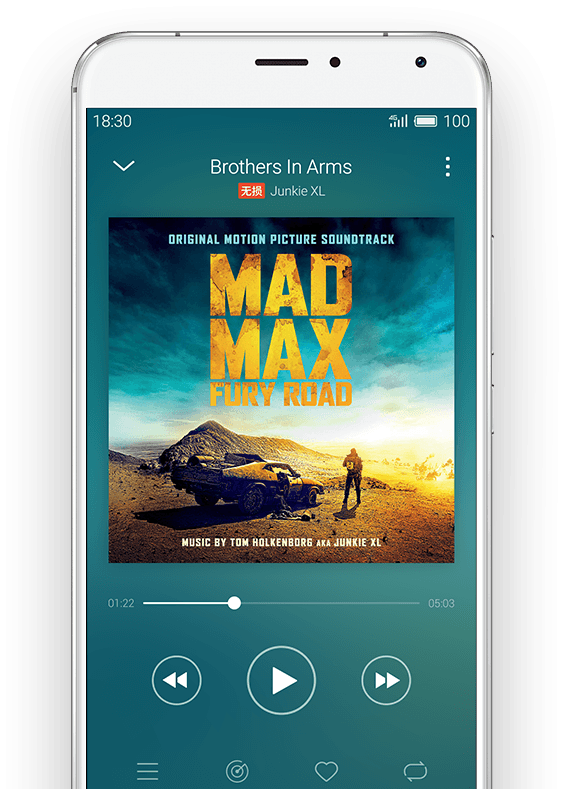 18:30
4G 100
Brothers In Arms
无损 Junkie XL
ORIGINAL MOTION PICTURE SOUNDTRACK
MAD
MAX
FURY ROAD
MUSIC BY TOM HOLKENBORG AKA JUNKIE XL
01:22 05:03